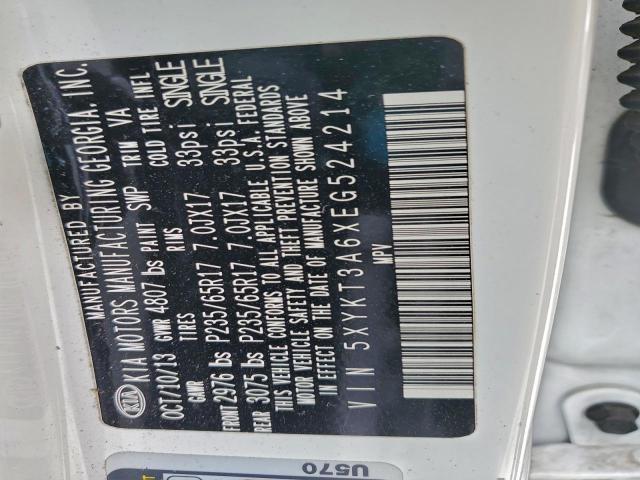 MANUFACTURED BY
KIA KIA MOTORS MANUFACTURING GEORGIA, INC.
OCT/10/13 GVWR 4807 lbs PAINT SWP TRIM VA
GAWR TIRES RIMS COLD TIRE INFL
FRONT 2976 lbs P235/65R17 7.0JX17 33psi SINGLE
REAR 3075 lbs P235/65R17 7.0JX17 33psi SINGLE
THIS VEHICLE CONFORMS TO ALL APPLICABLE U.S.A. FEDERAL
MOTOR VEHICLE SAFETY AND THEFT PREVENTION STANDARDS
IN EFFECT ON DATE OF MANUFACTURE SHOWN ABOVE
VIN 5XYKT3A6XEG524214
MPV
U570